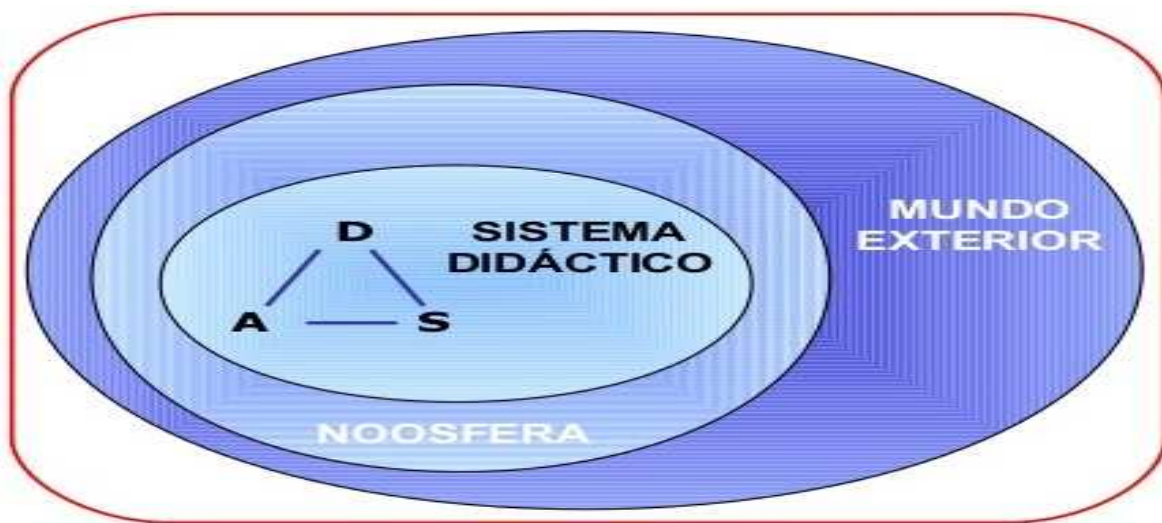 D
SISTEMA
DIDÁCTICO
A
S
MUNDO
EXTERIOR
NOOSFERA